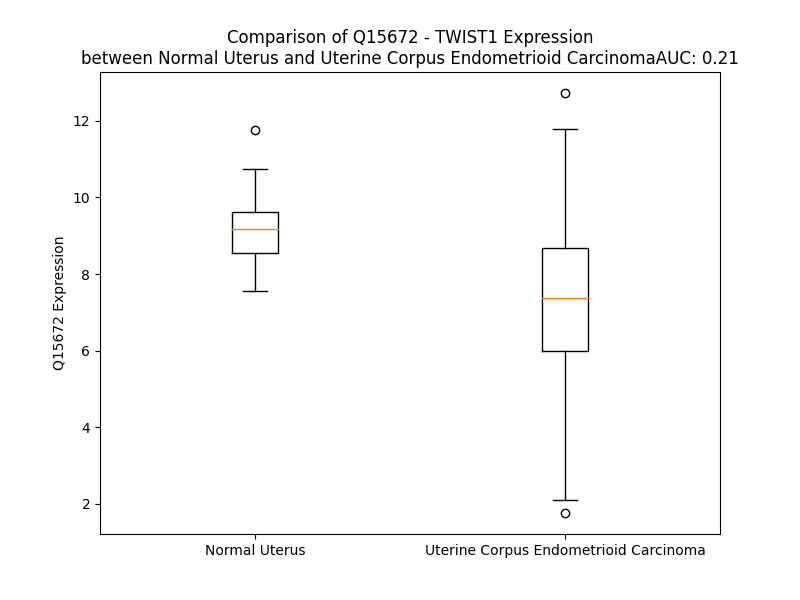 Comparison of Q15672 - TWIST1 Expression
between Normal Uterus and Uterine Corpus Endometrioid CarcinomaAUC: 0.21
Q15672 Expression
12
10
8
6
4
2
Normal Uterus
Uterine Corpus Endometrioid Carcinoma